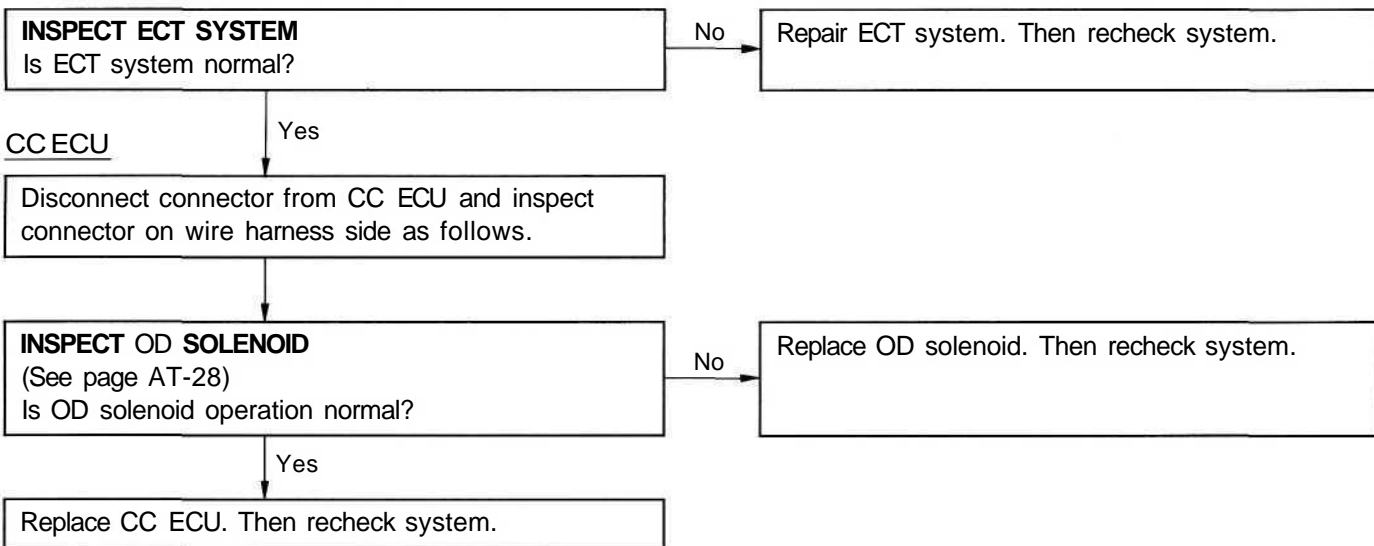 INSPECT ECT SYSTEM
Is ECT system normal?
No
Repair ECT system. Then recheck system.
Yes
CC ECU
Disconnect connector from CC ECU and inspect
connector on wire harness side as follows.
INSPECT OD SOLENOID
(See page AT-28)
Is OD solenoid operation normal?
No
Replace OD solenoid. Then recheck system.
Yes
Replace CC ECU. Then recheck system.